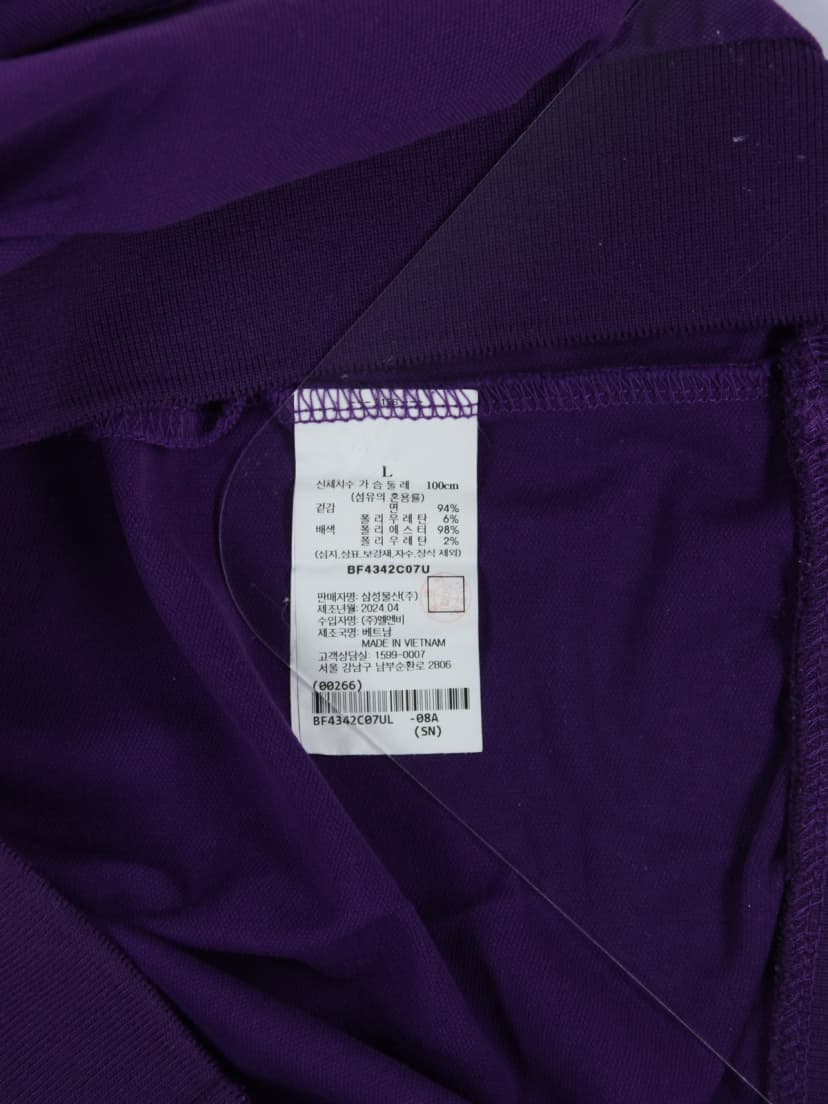 L
신체치수 가슴둘레 100cm
(섬유의 혼용률)
겉감 면 94%
폴리우레탄 6%
배색 폴리에스터 98%
폴리우레탄 2%
(심지,상표,보강재,자수,장식 제외)
BF4342C07U
판매자명: 삼성물산(주)
제조년월: 2024.04
수입자명: (주)엘엔비
제조국명: 베트남
MADE IN VIETNAM
고객상담실: 1599-0007
서울 강남구 남부순환로 2806
(00266)
BF4342C07UL -08A
(SN)